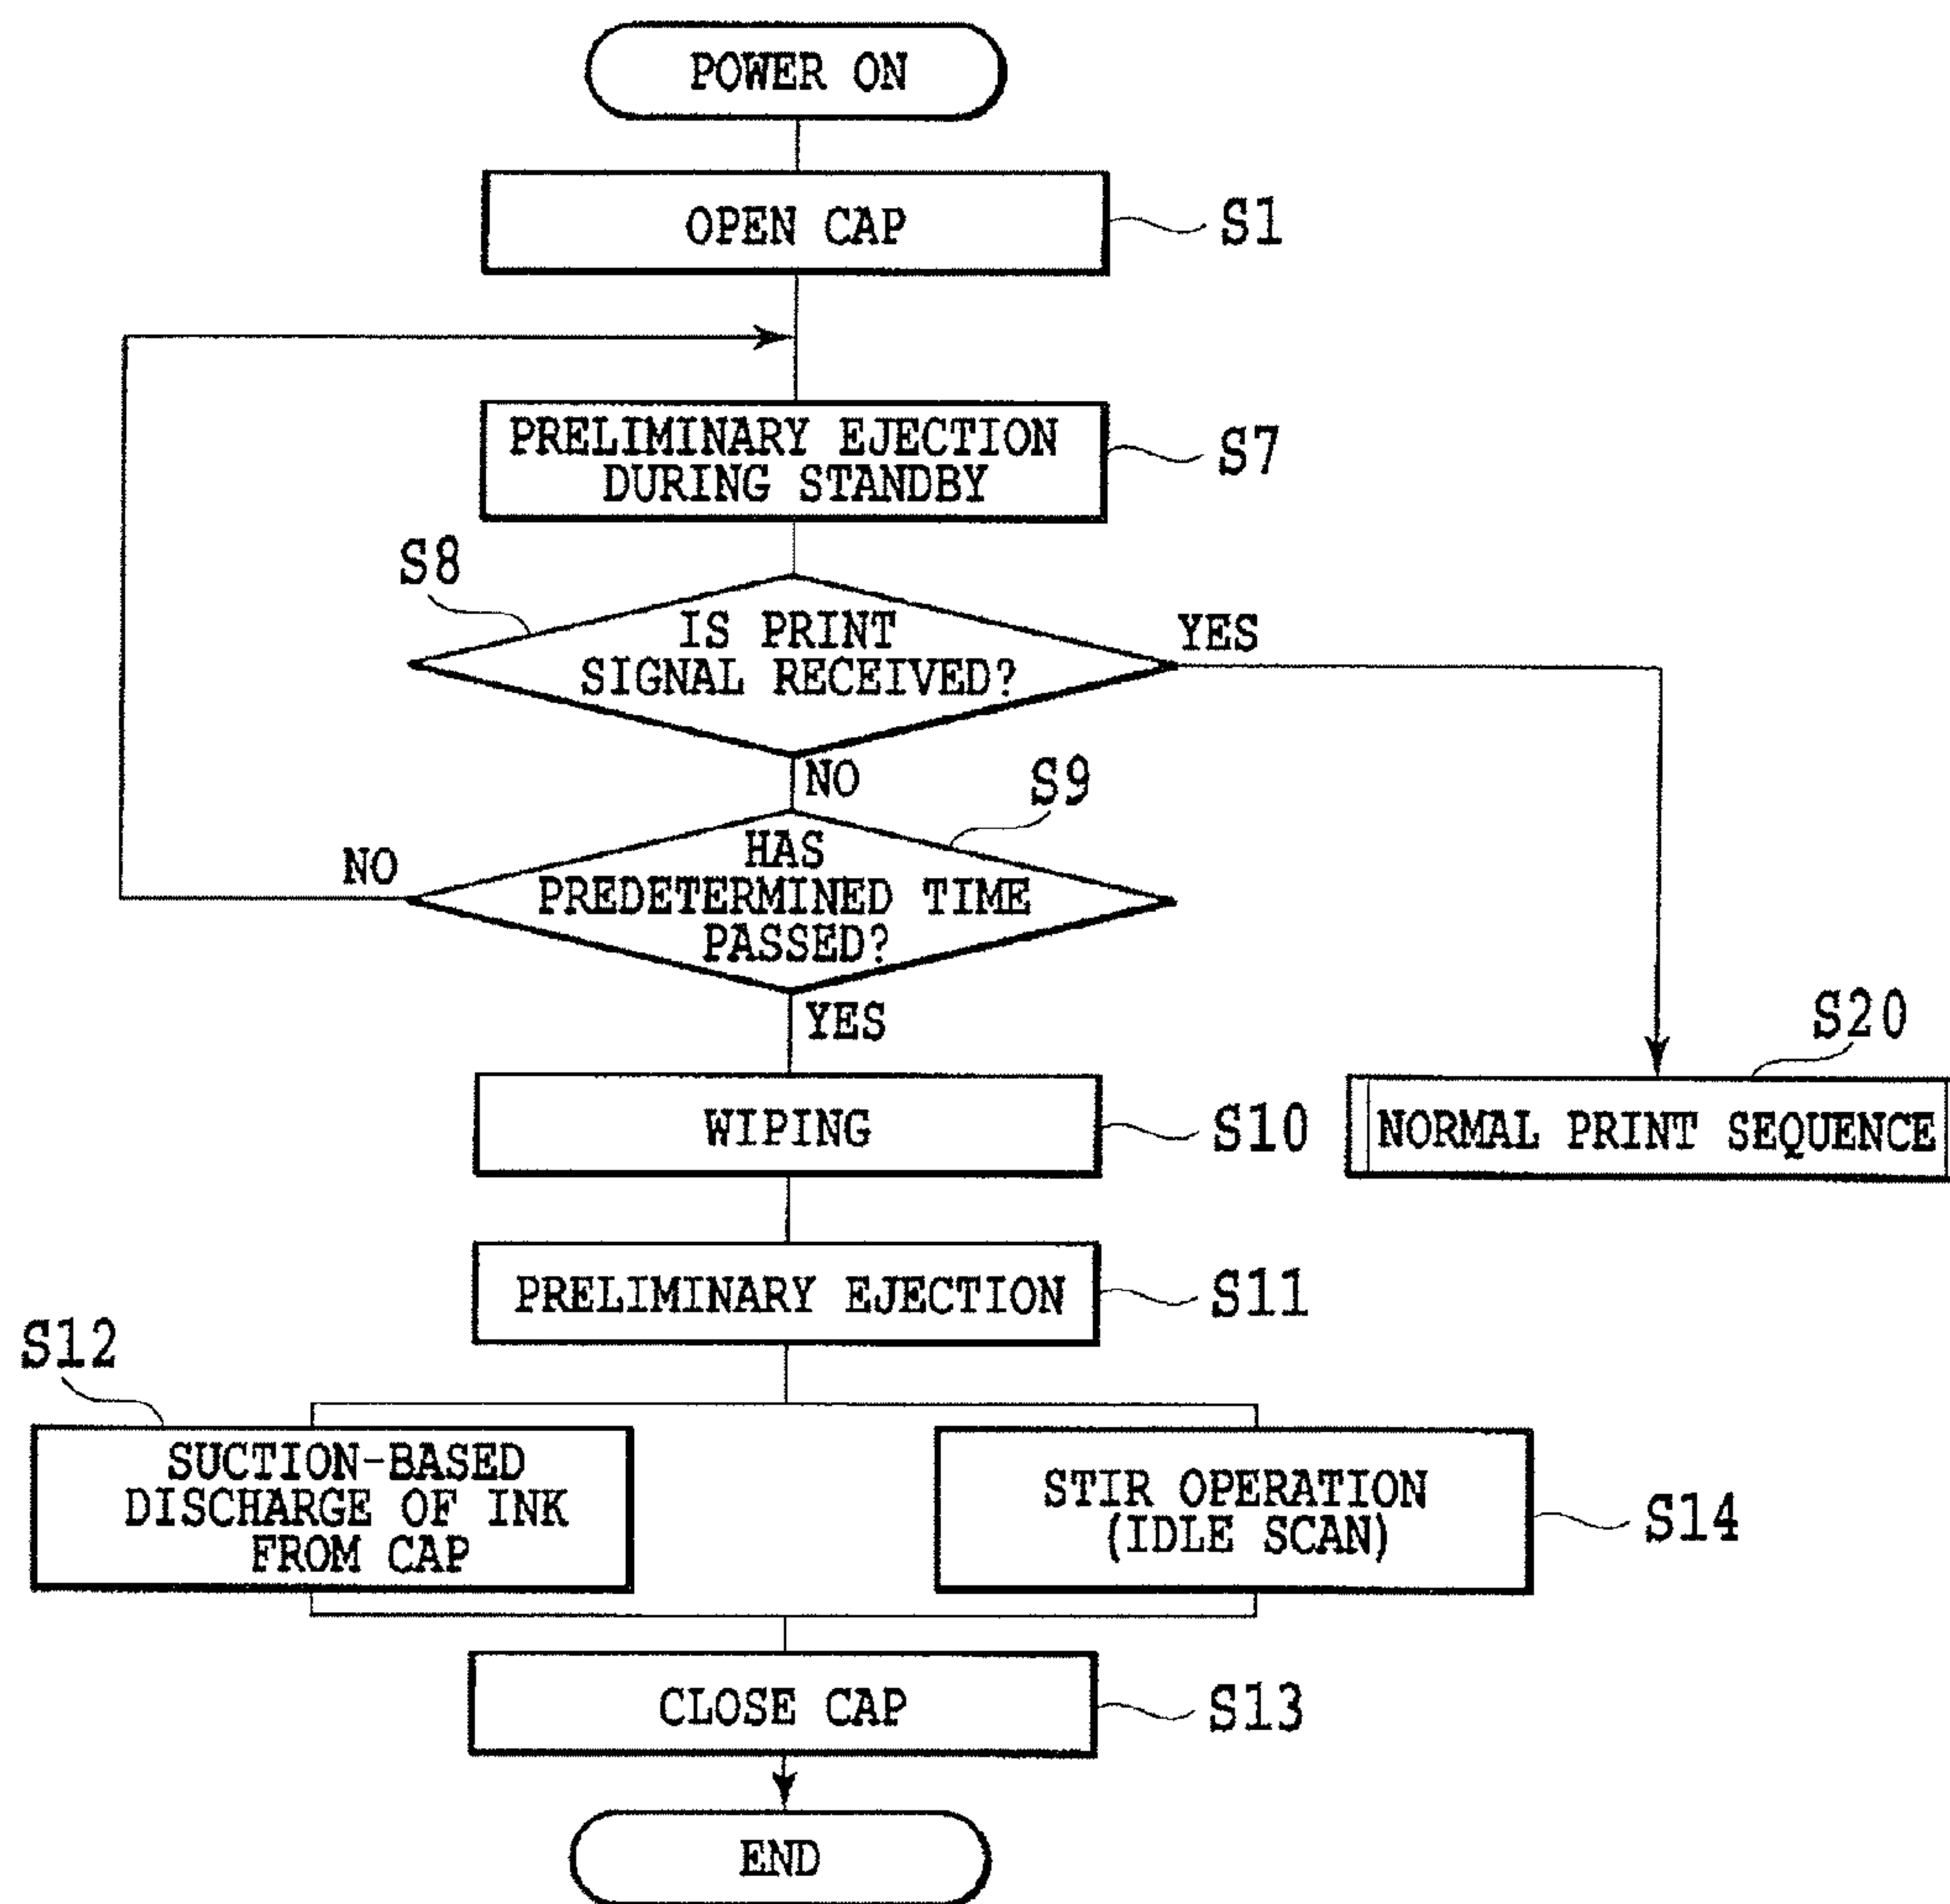 POWER ON
OPEN CAP
S1
PRELIMINARY EJECTION
DURING STANDBY
S7
S8
IS PRINT
SIGNAL RECEIVED?
YES
NO
S9
HAS
PREDETERMINED TIME
PASSED?
NO
YES
S20
WIPING
S10
NORMAL PRINT SEQUENCE
PRELIMINARY EJECTION
S11
S12
SUCTION-BASED
DISCHARGE OF INK
FROM CAP
STIR OPERATION
(IDLE SCAN)
S14
CLOSE CAP
S13
END